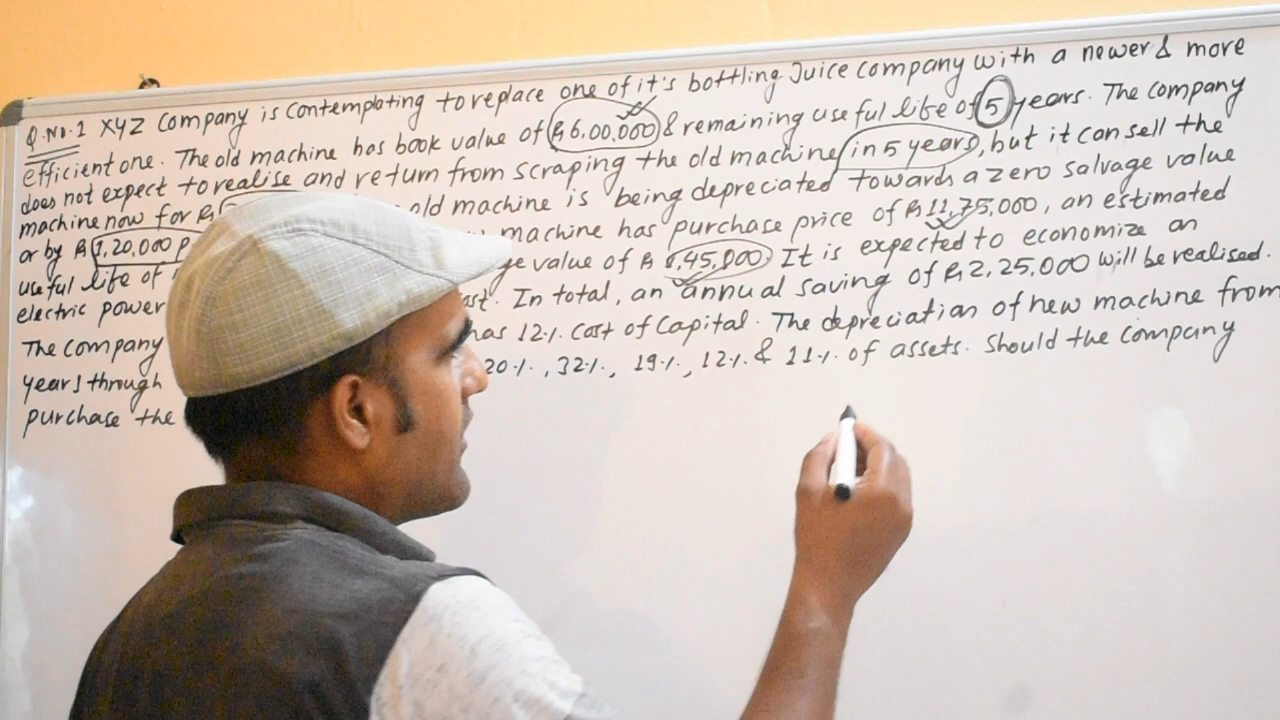 Q.No.1 XYZ Company is contemplating to replace one of it's bottling Juice company with a newer & more
efficient one. The old machine has book value of Rs 6,00,000 & remaining useful life of 5 years. The company
does not expect to realise and return from scraping the old machine in 5 years, but it can sell the
machine now for Rs old machine is being depreciated towards a zero salvage value
or by Rs 1,20,000 machine has purchase price of Rs 11,75,000, an estimated
useful life of value of Rs 1,45,000 It is expected to economize on
electric power In total, an annual saving of Rs 2,25,000 will be realised.
The company has 12%. Cost of Capital. The depreciation of new machine from
years through 20%., 32%., 19%., 12%. & 11%. of assets. Should the company
purchase the